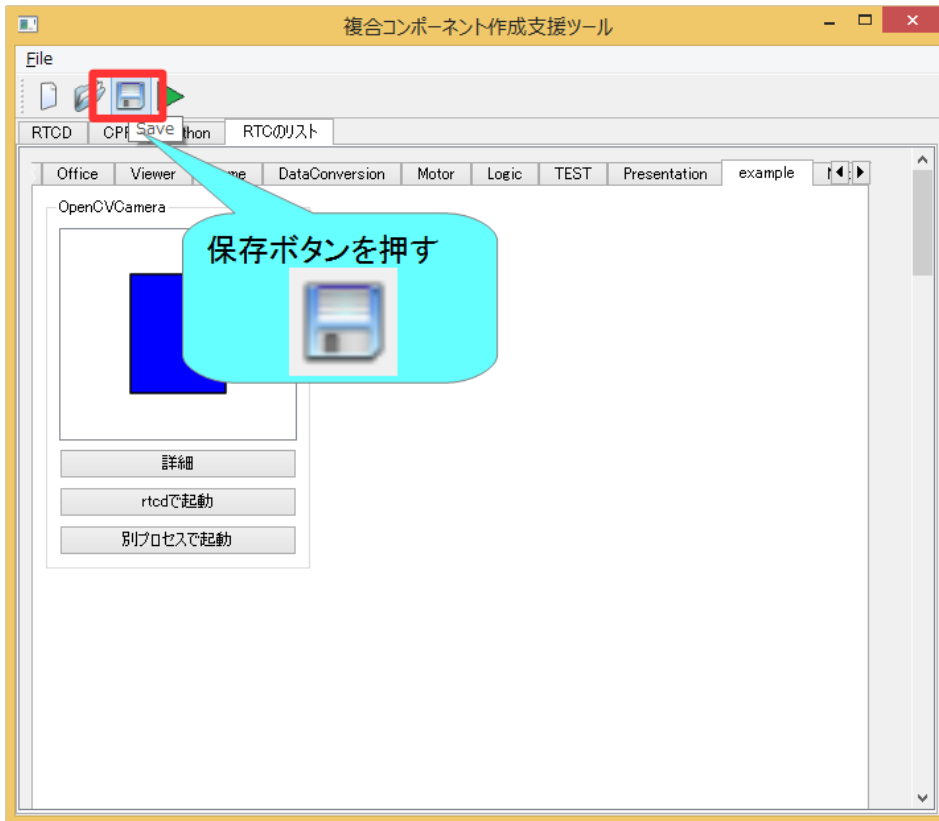 複合コンポーネント作成支援ツール
File
RTCD
Save
RTCのリスト
Office
Viewer
DataConversion
Motor
Logic
TEST
Presentation
example
OpenCVCamera
保存ボタンを押す
詳細
rtcdで起動
別プロセスで起動